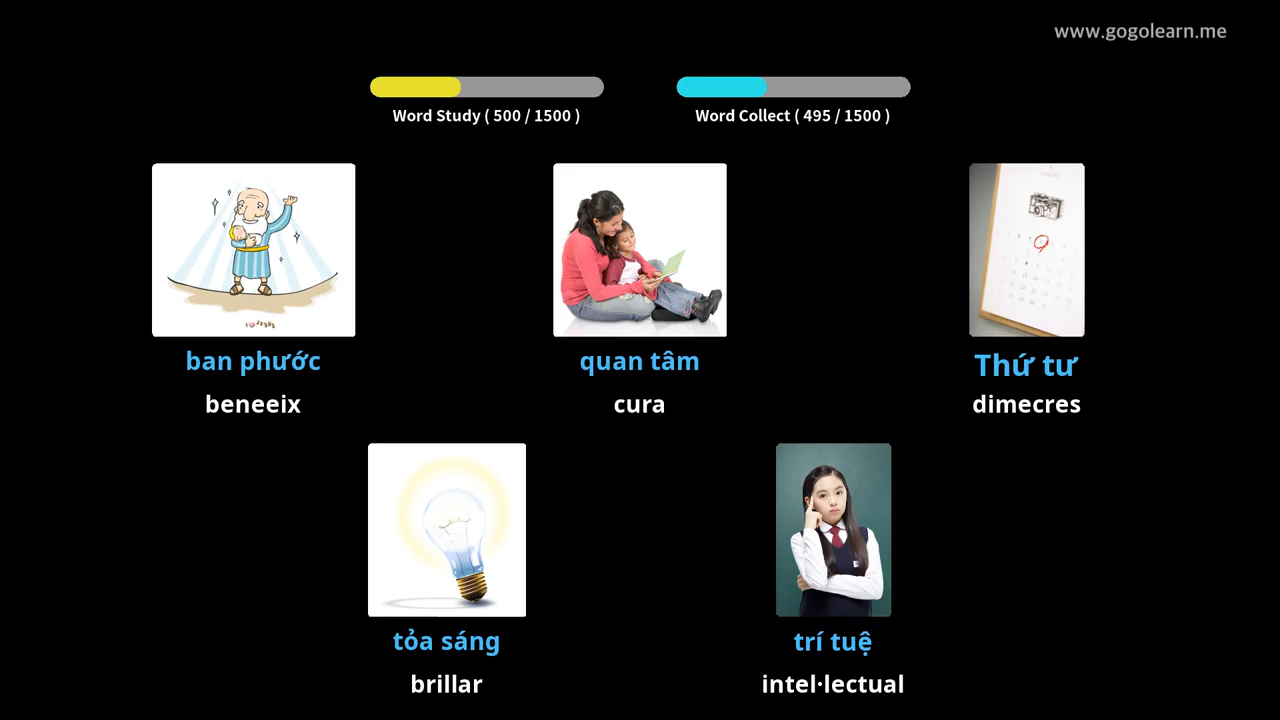 www.gogolearn.me
Word Study ( 500 / 1500 )
Word Collect ( 495 / 1500 )
ban phước
quan tâm
Thứ tư
beneeix
cura
dimecres
tỏa sáng
trí tuệ
brillar
intel·lectual